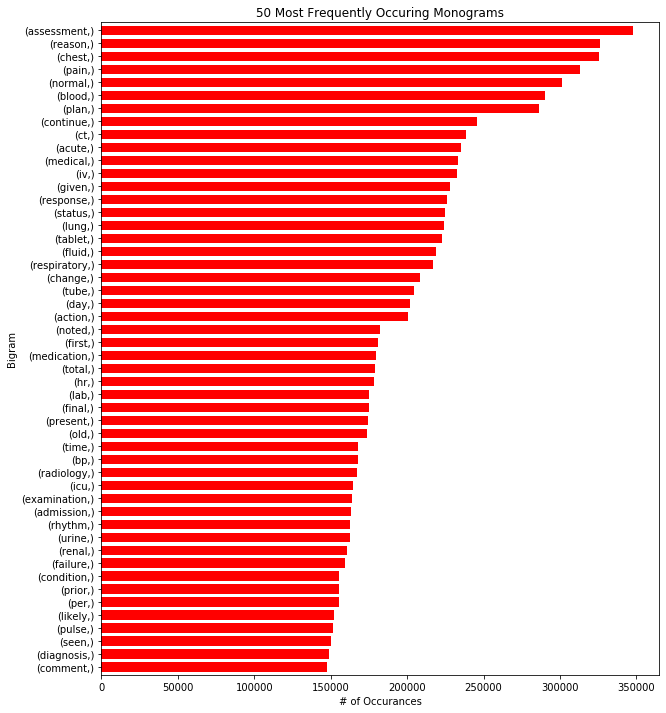 50 Most Frequently Occuring Monograms
(assessment,)
(reason,)
(chest,)
(pain,)
(normal,)
(blood,)
(plan,)
(continue,)
(ct,)
(acute,)
(medical,)
(iv,)
(given,)
(response,)
(status,)
(lung,)
(tablet,)
(fluid,)
(respiratory,)
(change,)
(tube,)
(day,)
(action,)
(noted,)
(first,)
(medication,)
(total,)
(hr,)
(lab,)
(final,)
(present,)
(old,)
(time,)
(bp,)
(radiology,)
(icu,)
(examination,)
(admission,)
(rhythm,)
(urine,)
(renal,)
(failure,)
(condition,)
(prior,)
(per,)
(likely,)
(pulse,)
(seen,)
(diagnosis,)
(comment,)
Bigram
0 50000 100000 150000 200000 250000 300000 350000
# of Occurances